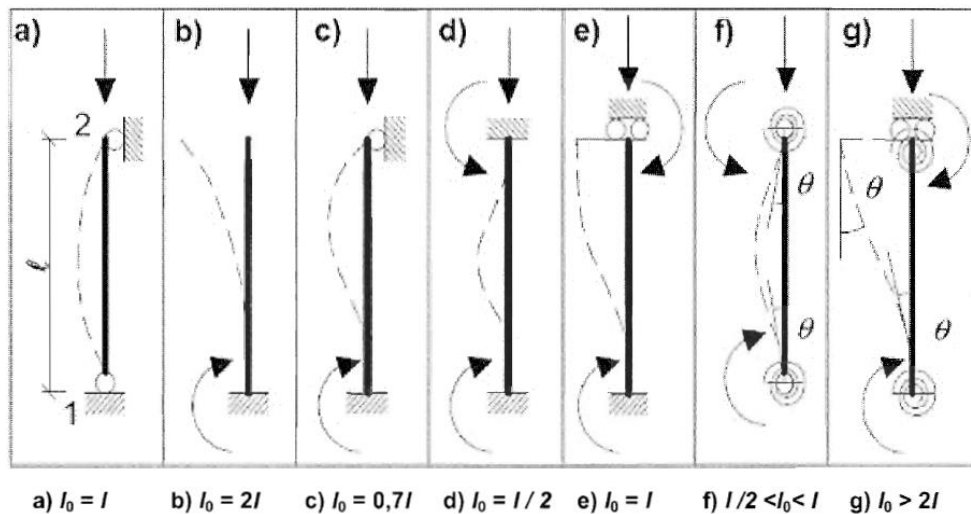 a) b) c) d) e) f) g)
2
θ
θ
ℓ
θ
θ
1
a) l₀ = l b) l₀ = 2l c) l₀ = 0,7l d) l₀ = l / 2 e) l₀ = l f) l /2 <l₀< l g) l₀ > 2l